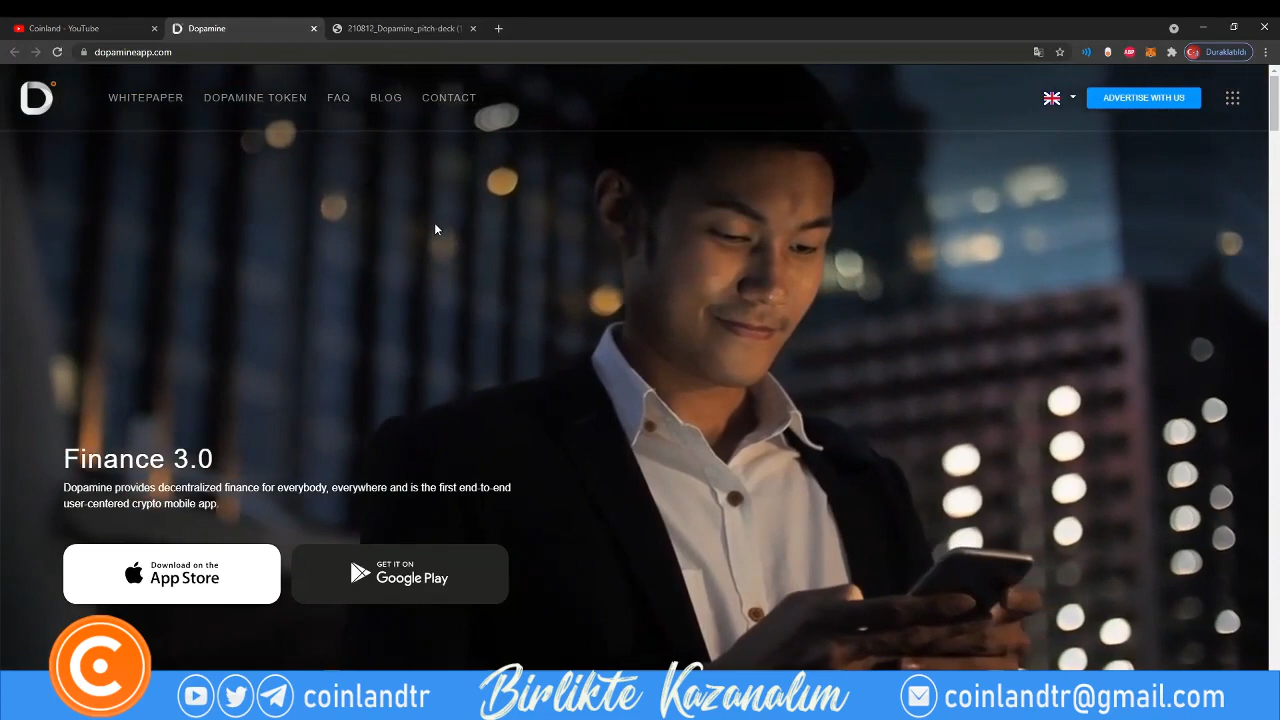 Coinland - YouTube
Dopamine
210812_Dopamine_pitch-deck (1
dopamineapp.com
ABP
Duraklatıldı
D
WHITEPAPER
DOPAMINE TOKEN
FAQ
BLOG
CONTACT
ADVERTISE WITH US
Finance 3.0
Dopamine provides decentralized finance for everybody, everywhere and is the first end-to-end
user-centered crypto mobile app.
Download on the
App Store
GET IT ON
Google Play
C
coinlandtr
Birlikte Kazanalım
coinlandtr@gmail.com